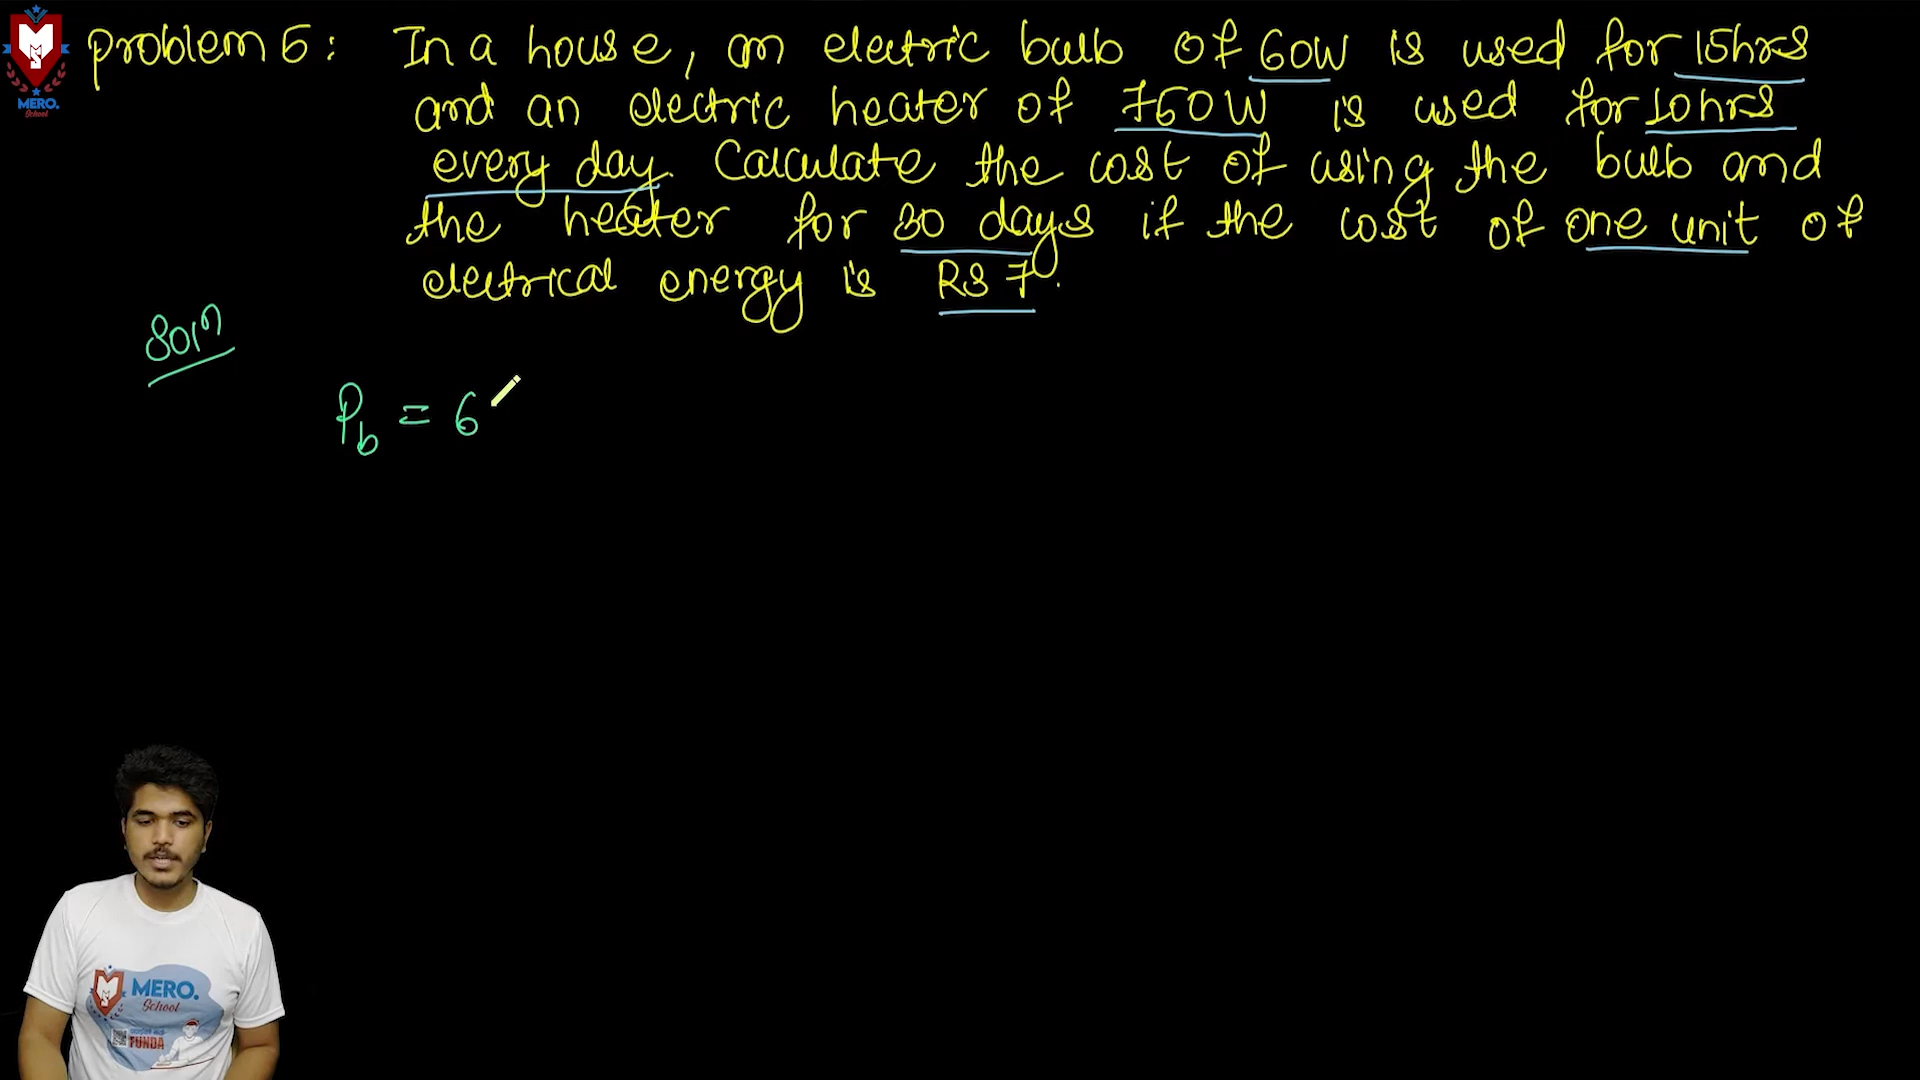 MERO.
School
Problem 5: In a house, an electric bulb of 60W is used for 15hrs
and an electric heater of 750W is used for 10hrs
every day. Calculate the cost of using the bulb and
the heater for 30 days if the cost of one unit of
electrical energy is RS 7.
Soln
Pb = 6
MERO.
School
FUNDA